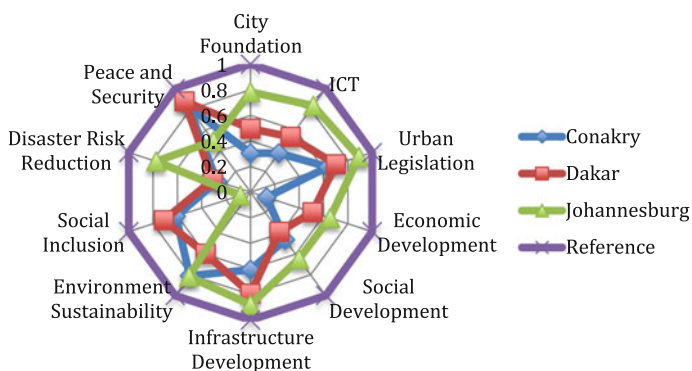 City
Foundation
1
0.8
0.6
0.4
0.2
0
ICT
Urban
Legislation
Economic
Development
Social
Development
Infrastructure
Development
Environment
Sustainability
Social
Inclusion
Disaster Risk
Reduction
Peace and
Security
Conakry
Dakar
Johannesburg
Reference